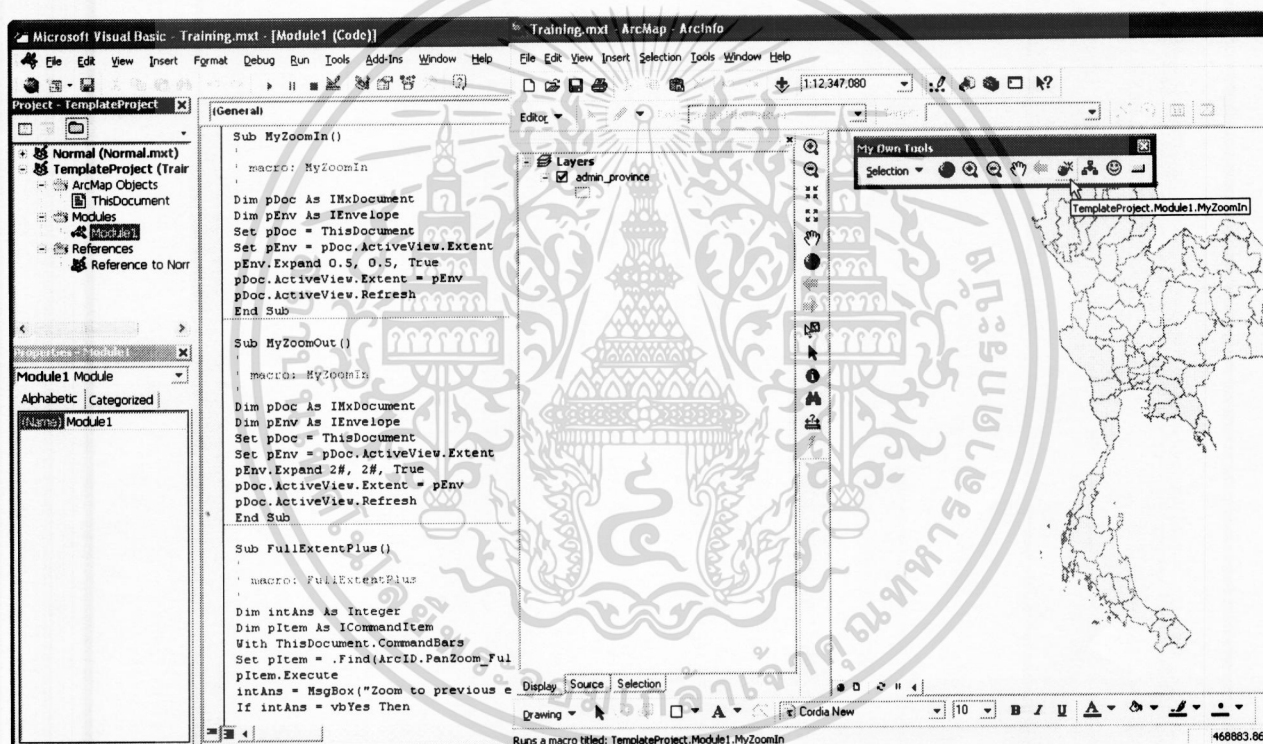 Microsoft Visual Basic - Training.mxt - [Module1 (Code)]
File Edit View Insert Format Debug Run Tools Add-Ins Window Help
Project - TemplateProject
Normal (Normal.mxt)
TemplateProject (Trair
ArcMap Objects
ThisDocument
Modules
Module1
References
Reference to Norr
Properties - Module1
Module1 Module
Alphabetic Categorized
(Name) Module1
(General)
Sub MyZoomIn()
'
' macro: MyZoomIn
'
Dim pDoc As IMxDocument
Dim pEnv As IEnvelope
Set pDoc = ThisDocument
Set pEnv = pDoc.ActiveView.Extent
pEnv.Expand 0.5, 0.5, True
pDoc.ActiveView.Extent = pEnv
pDoc.ActiveView.Refresh
End Sub
Sub MyZoomOut()
'
' macro: MyZoomIn
'
Dim pDoc As IMxDocument
Dim pEnv As IEnvelope
Set pDoc = ThisDocument
Set pEnv = pDoc.ActiveView.Extent
pEnv.Expand 2#, 2#, True
pDoc.ActiveView.Extent = pEnv
pDoc.ActiveView.Refresh
End Sub
Sub FullExtentPlus()
'
' macro: FullExtentPlus
'
Dim intAns As Integer
Dim pItem As ICommandItem
With ThisDocument.CommandBars
Set pItem = .Find(ArcID.PanZoom_Ful
pItem.Execute
intAns = MsgBox("Zoom to previous e
If intAns = vbYes Then
Training.mxt - ArcMap - ArcInfo
File Edit View Insert Selection Tools Window Help
1:12,347,080
Editor
Layers
admin_province
My Own Tools
Selection
TemplateProject.Module1.MyZoomIn
Display Source Selection
Drawing A Cordia New 10 B I U A
Runs a macro titled: TemplateProject.Module1.MyZoomIn
468883.86